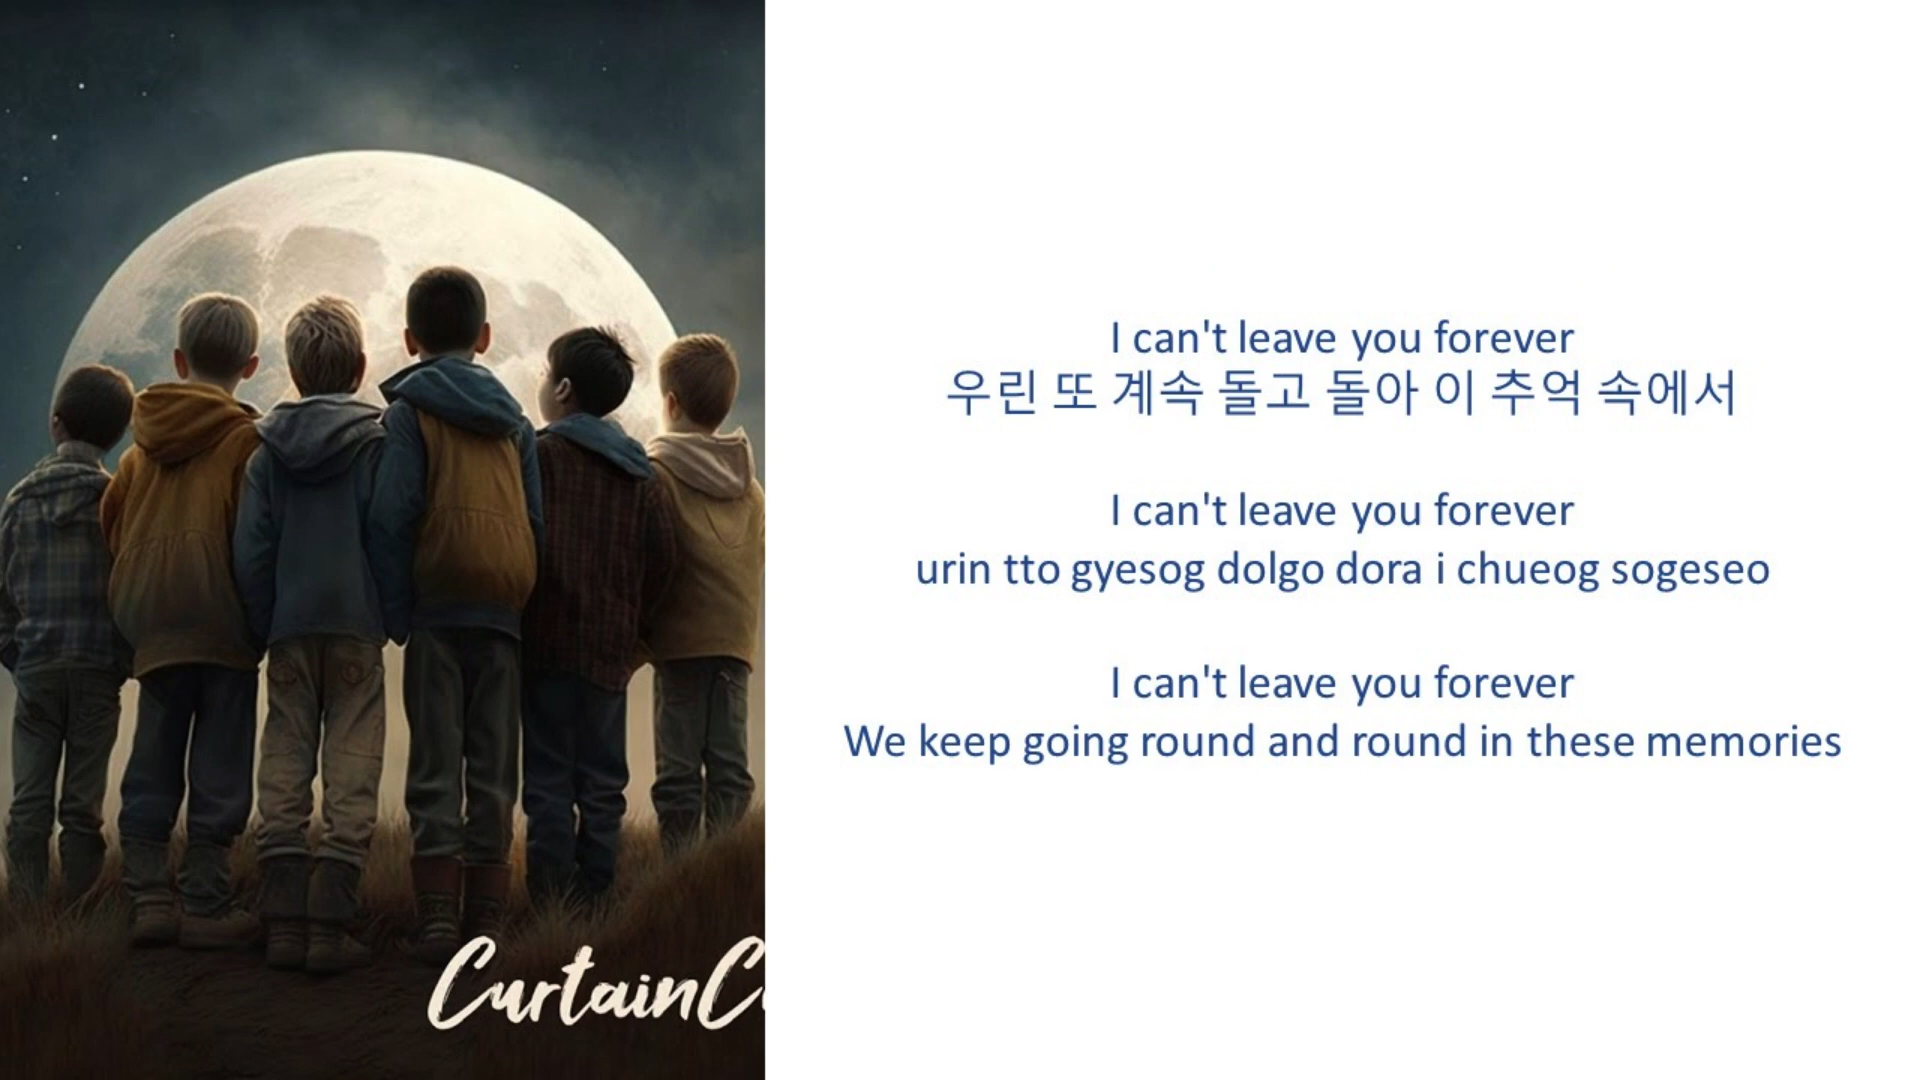 I can't leave you forever
우린 또 계속 돌고 돌아 이 추억 속에서
I can't leave you forever
urin tto gyesog dolgo dora i chueog sogeseo
I can't leave you forever
We keep going round and round in these memories
CurtainC